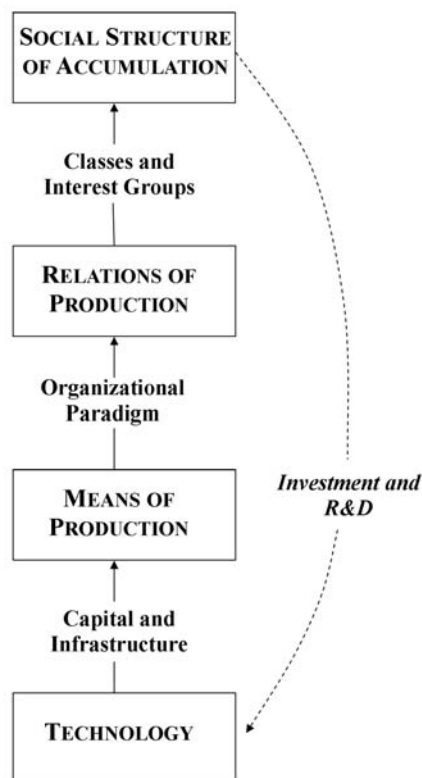 SOCIAL STRUCTURE
OF ACCUMULATION
Classes and
Interest Groups
RELATIONS OF
PRODUCTION
Organizational
Paradigm
MEANS OF
PRODUCTION
Investment and
R&D
Capital and
Infrastructure
TECHNOLOGY